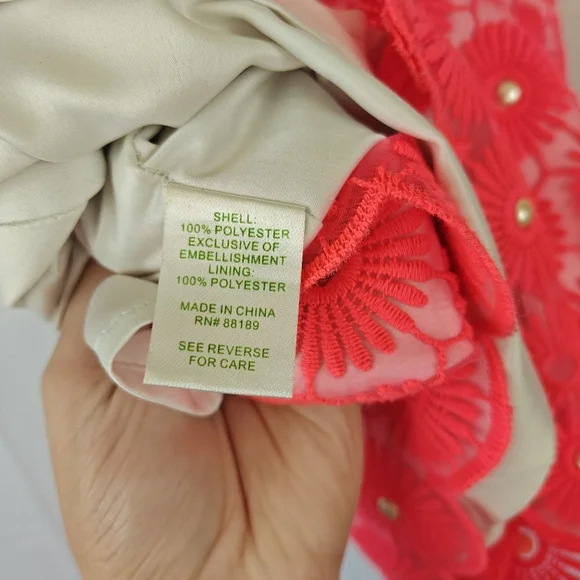 SHELL:
100% POLYESTER
EXCLUSIVE OF
EMBELLISHMENT
LINING:
100% POLYESTER
MADE IN CHINA
RN# 88189
SEE REVERSE
FOR CARE